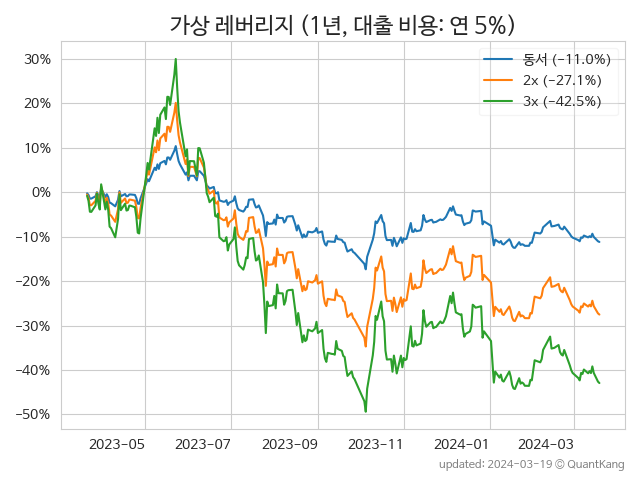 가상 레버리지 (1년, 대출 비용: 연 5%)
동서 (−11.0%)
2x (−27.1%)
3x (−42.5%)
30%
20%
10%
0%
−10%
−20%
−30%
−40%
−50%
2023-05 2023-07 2023-09 2023-11 2024-01 2024-03
updated: 2024-03-19 © QuantKang